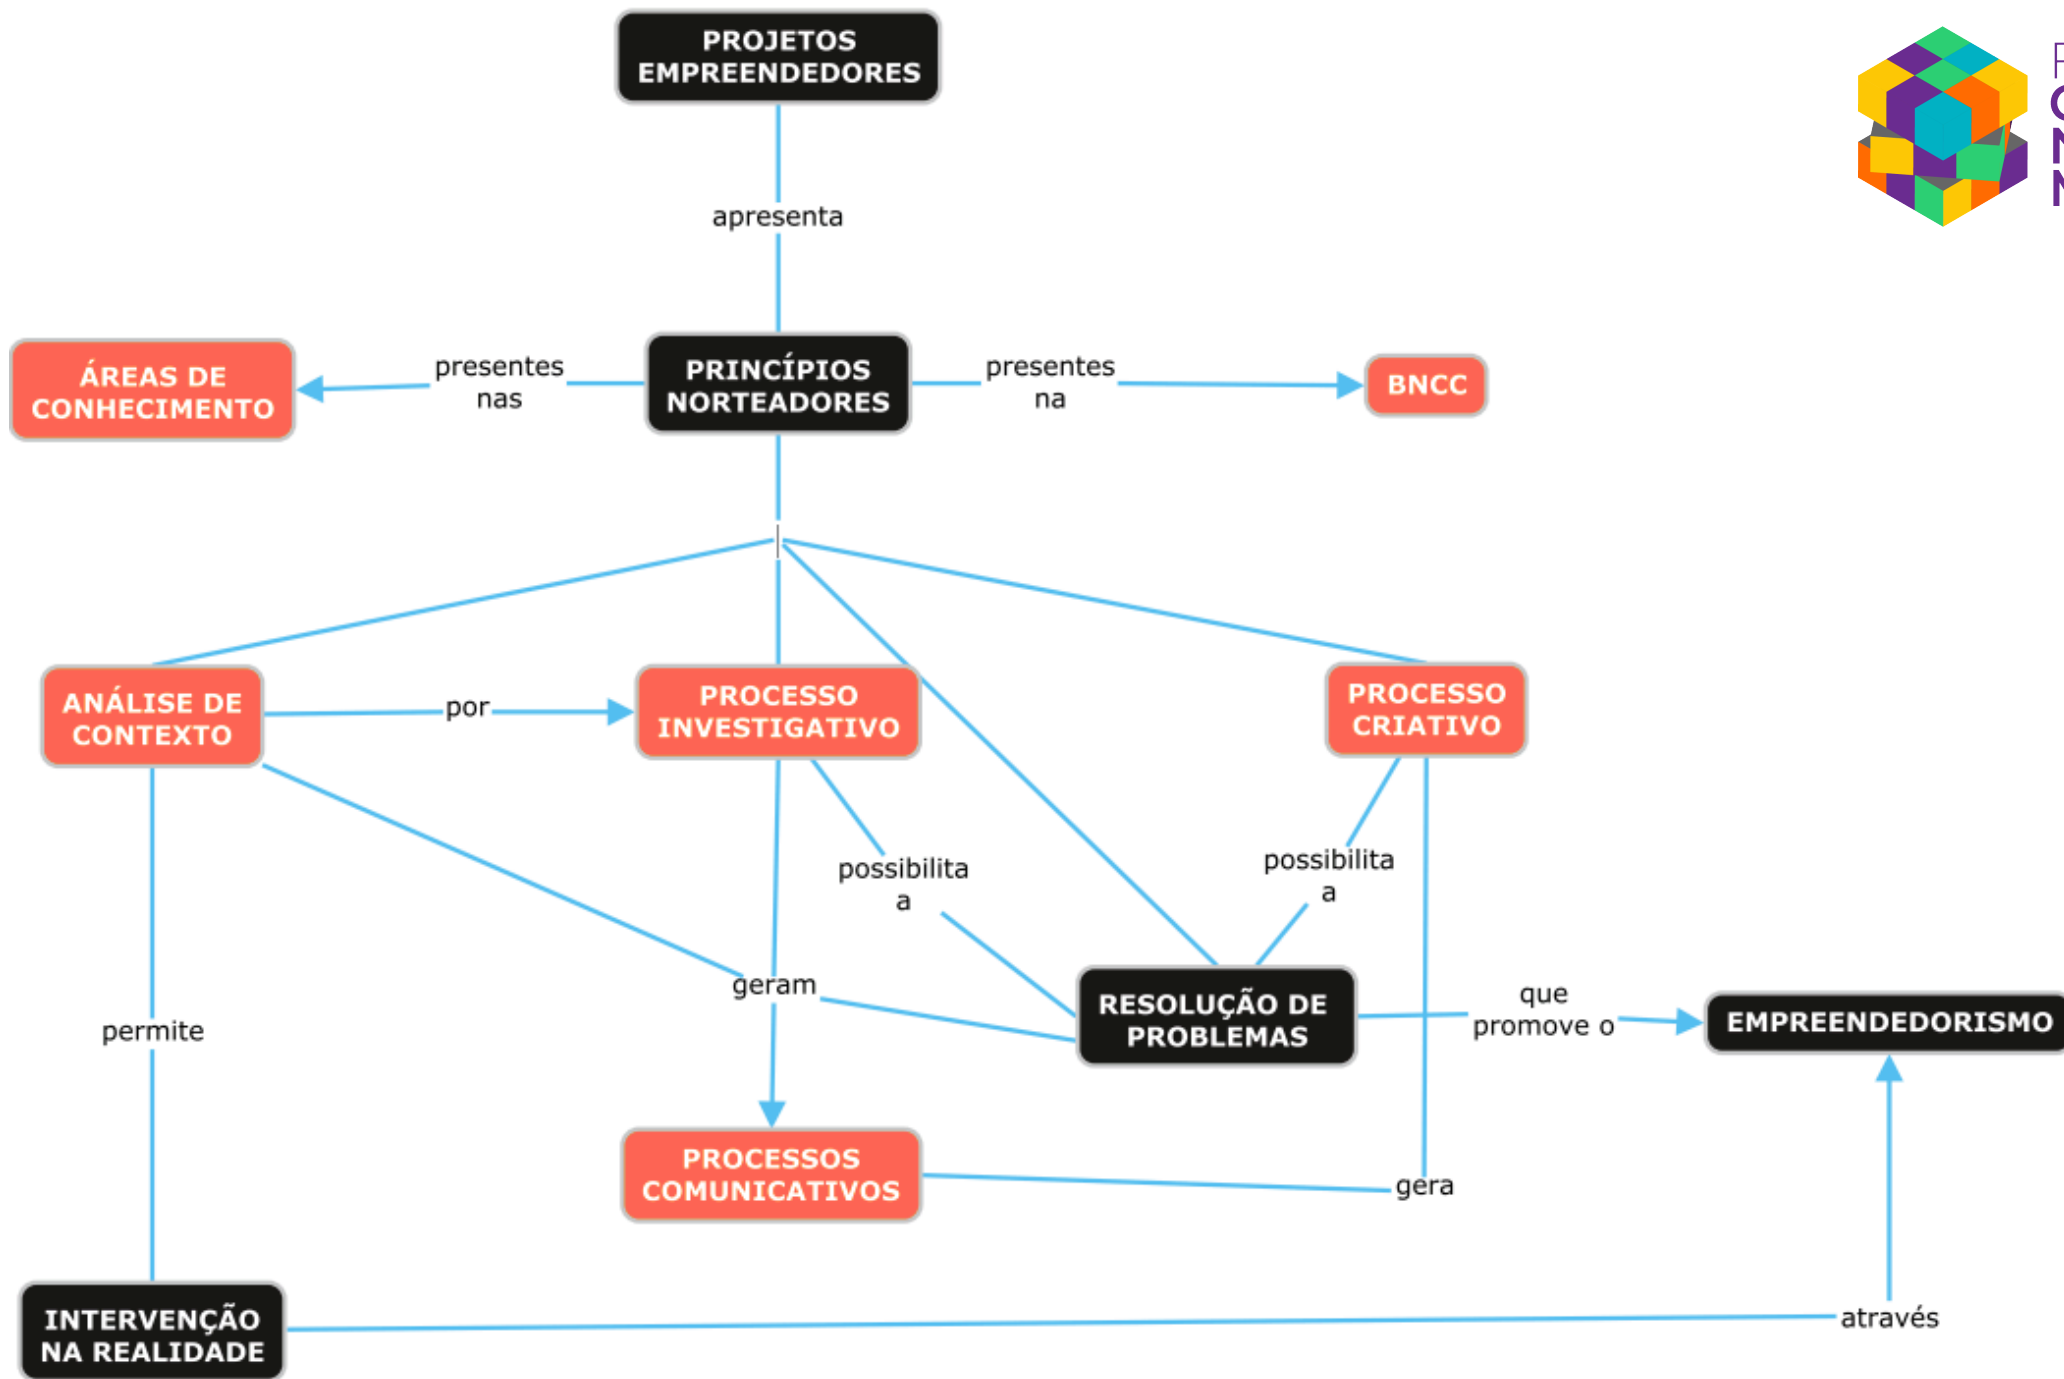 PROJETOS
EMPREENDEDORES
apresenta
ÁREAS DE
CONHECIMENTO
presentes
nas
PRINCÍPIOS
NORTEADORES
presentes
na
BNCC
ANÁLISE DE
CONTEXTO
por
PROCESSO
INVESTIGATIVO
PROCESSO
CRIATIVO
possibilita
a
possibilita
a
geram
permite
RESOLUÇÃO DE
PROBLEMAS
que
promove o
EMPREENDEDORISMO
PROCESSOS
COMUNICATIVOS
gera
INTERVENÇÃO
NA REALIDADE
através